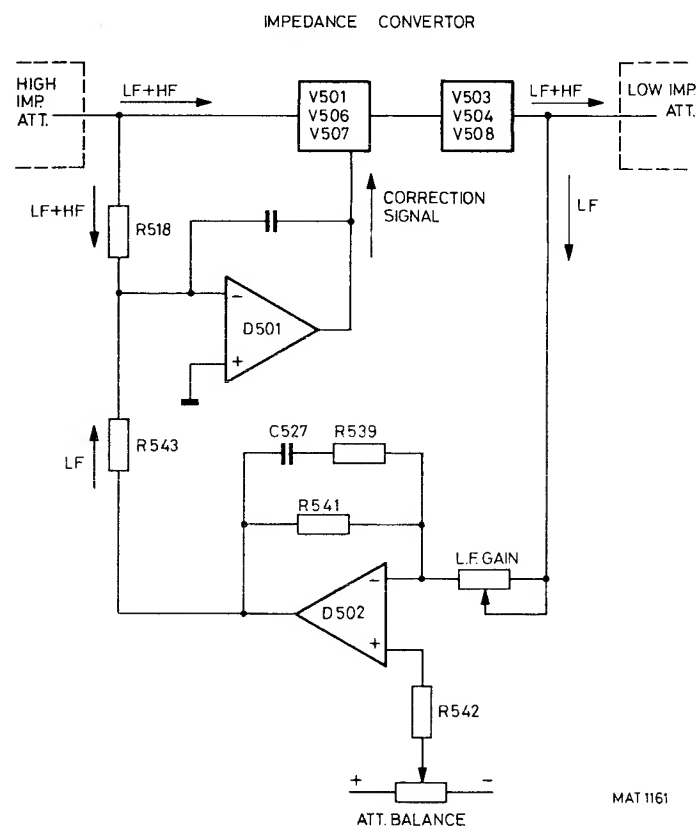 IMPEDANCE CONVERTOR
HIGH
IMP.
ATT.
LF+HF
V501
V506
V507
V503
V504
V508
LF+HF
LOW IMP.
ATT.
LF+HF
R518
CORRECTION
SIGNAL
LF
−
D501
+
R543
LF
C527
R539
R541
L.F. GAIN
−
D502
+
R542
+
−
ATT. BALANCE
MAT 1161